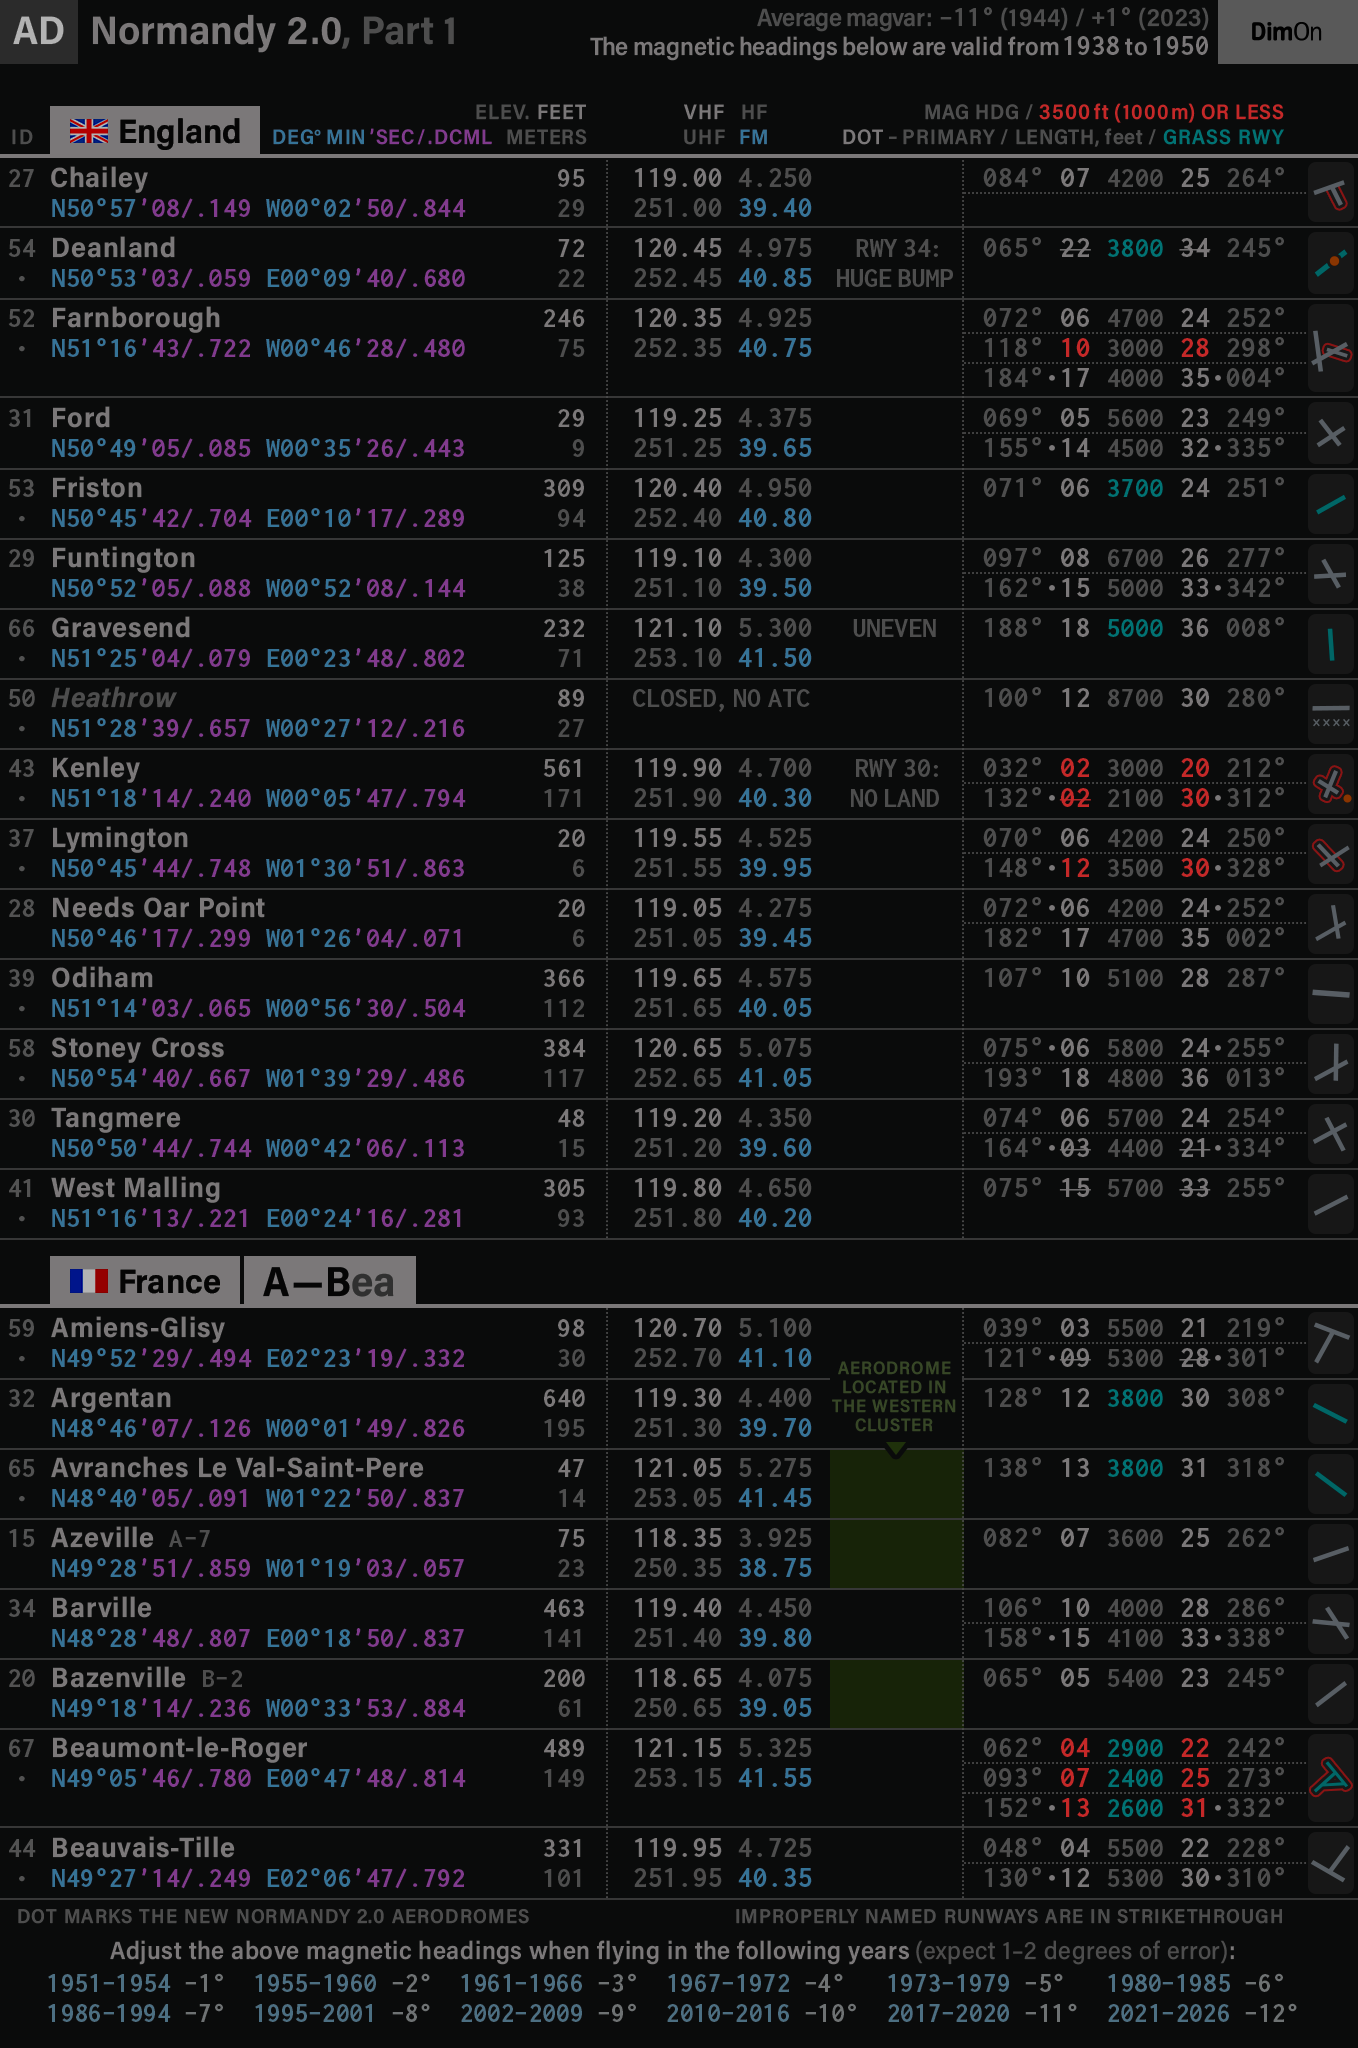 AD Normandy 2.0, Part 1
Average magvar: −11° (1944) / +1° (2023)
The magnetic headings below are valid from 1938 to 1950
DimOn
ELEV. FEET VHF HF MAG HDG / 3500 ft (1000 m) OR LESS
ID England DEG° MIN'SEC/.DCML METERS UHF FM DOT – PRIMARY / LENGTH, feet / GRASS RWY
27 Chailey 95 119.00 4.250 084° 07 4200 25 264°
N50°57'08/.149 W00°02'50/.844 29 251.00 39.40
54 Deanland 72 120.45 4.975 RWY 34: 065° 22 3800 34 245°
• N50°53'03/.059 E00°09'40/.680 22 252.45 40.85 HUGE BUMP
52 Farnborough 246 120.35 4.925 072° 06 4700 24 252°
• N51°16'43/.722 W00°46'28/.480 75 252.35 40.75 118° 10 3000 28 298°
184°•17 4000 35•004°
31 Ford 29 119.25 4.375 069° 05 5600 23 249°
N50°49'05/.085 W00°35'26/.443 9 251.25 39.65 155°•14 4500 32•335°
53 Friston 309 120.40 4.950 071° 06 3700 24 251°
• N50°45'42/.704 E00°10'17/.289 94 252.40 40.80
29 Funtington 125 119.10 4.300 097° 08 6700 26 277°
N50°52'05/.088 W00°52'08/.144 38 251.10 39.50 162°•15 5000 33•342°
66 Gravesend 232 121.10 5.300 UNEVEN 188° 18 5000 36 008°
• N51°25'04/.079 E00°23'48/.802 71 253.10 41.50
50 Heathrow 89 CLOSED, NO ATC 100° 12 8700 30 280°
• N51°28'39/.657 W00°27'12/.216 27 xxxx
43 Kenley 561 119.90 4.700 RWY 30: 032° 02 3000 20 212°
• N51°18'14/.240 W00°05'47/.794 171 251.90 40.30 NO LAND 132°•02 2100 30•312°
37 Lymington 20 119.55 4.525 070° 06 4200 24 250°
N50°45'44/.748 W01°30'51/.863 6 251.55 39.95 148°•12 3500 30•328°
28 Needs Oar Point 20 119.05 4.275 072°•06 4200 24•252°
N50°46'17/.299 W01°26'04/.071 6 251.05 39.45 182° 17 4700 35 002°
39 Odiham 366 119.65 4.575 107° 10 5100 28 287°
• N51°14'03/.065 W00°56'30/.504 112 251.65 40.05
58 Stoney Cross 384 120.65 5.075 075°•06 5800 24•255°
• N50°54'40/.667 W01°39'29/.486 117 252.65 41.05 193° 18 4800 36 013°
30 Tangmere 48 119.20 4.350 074° 06 5700 24 254°
N50°50'44/.744 W00°42'06/.113 15 251.20 39.60 164°•03 4400 21•334°
41 West Malling 305 119.80 4.650 075° 15 5700 33 255°
• N51°16'13/.221 E00°24'16/.281 93 251.80 40.20
France A—Bea
59 Amiens-Glisy 98 120.70 5.100 039° 03 5500 21 219°
• N49°52'29/.494 E02°23'19/.332 30 252.70 41.10 121°•09 5300 28•301°
AERODROME
LOCATED IN
THE WESTERN
CLUSTER
32 Argentan 640 119.30 4.400 128° 12 3800 30 308°
• N48°46'07/.126 W00°01'49/.826 195 251.30 39.70
65 Avranches Le Val-Saint-Pere 47 121.05 5.275 138° 13 3800 31 318°
• N48°40'05/.091 W01°22'50/.837 14 253.05 41.45
15 Azeville A-7 75 118.35 3.925 082° 07 3600 25 262°
N49°28'51/.859 W01°19'03/.057 23 250.35 38.75
34 Barville 463 119.40 4.450 106° 10 4000 28 286°
N48°28'48/.807 E00°18'50/.837 141 251.40 39.80 158°•15 4100 33•338°
20 Bazenville B-2 200 118.65 4.075 065° 05 5400 23 245°
N49°18'14/.236 W00°33'53/.884 61 250.65 39.05
67 Beaumont-le-Roger 489 121.15 5.325 062° 04 2900 22 242°
• N49°05'46/.780 E00°47'48/.814 149 253.15 41.55 093° 07 2400 25 273°
152°•13 2600 31•332°
44 Beauvais-Tille 331 119.95 4.725 048° 04 5500 22 228°
• N49°27'14/.249 E02°06'47/.792 101 251.95 40.35 130°•12 5300 30•310°
DOT MARKS THE NEW NORMANDY 2.0 AERODROMES IMPROPERLY NAMED RUNWAYS ARE IN STRIKETHROUGH
Adjust the above magnetic headings when flying in the following years (expect 1–2 degrees of error):
1951–1954 −1° 1955–1960 −2° 1961–1966 −3° 1967–1972 −4° 1973–1979 −5° 1980–1985 −6°
1986–1994 −7° 1995–2001 −8° 2002–2009 −9° 2010–2016 −10° 2017–2020 −11° 2021–2026 −12°